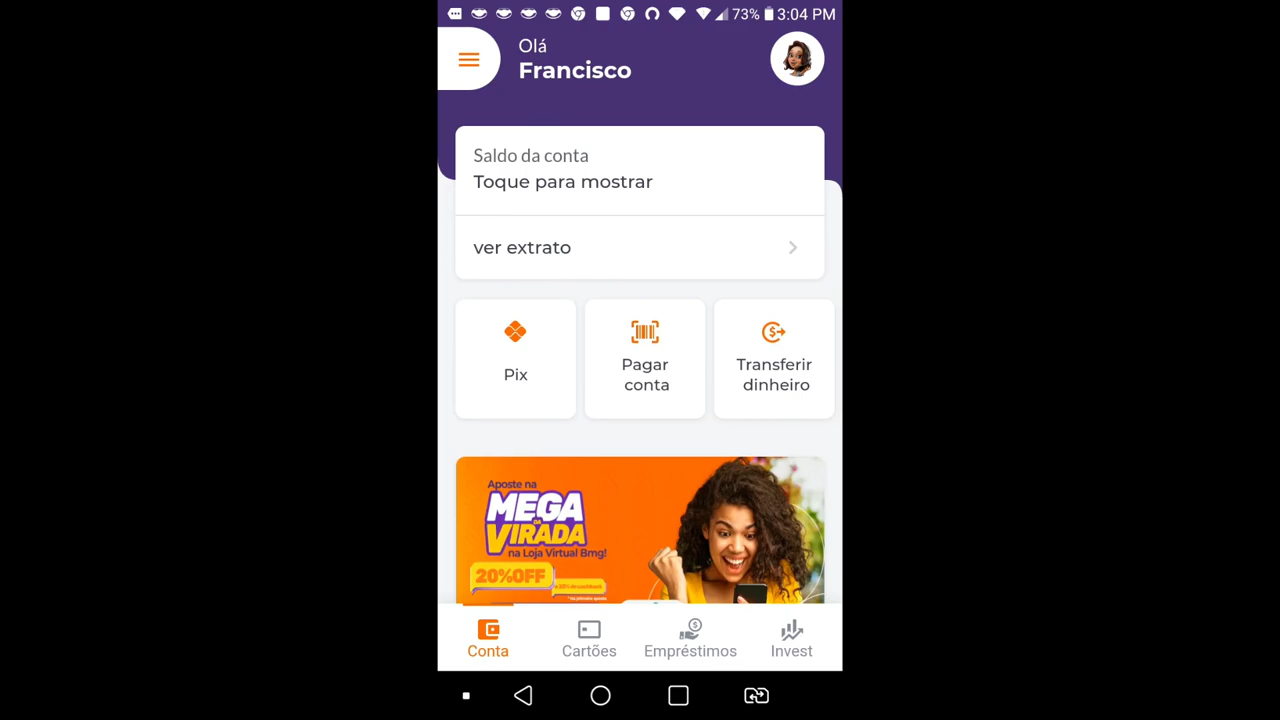 73% 3:04 PM
Olá
Francisco
Saldo da conta
Toque para mostrar
ver extrato
Pix
Pagar
conta
Transferir
dinheiro
Aposte na
MEGA
DA
VIRADA
na Loja Virtual Bmg!
20%OFF
Conta
Cartões
Empréstimos
Invest